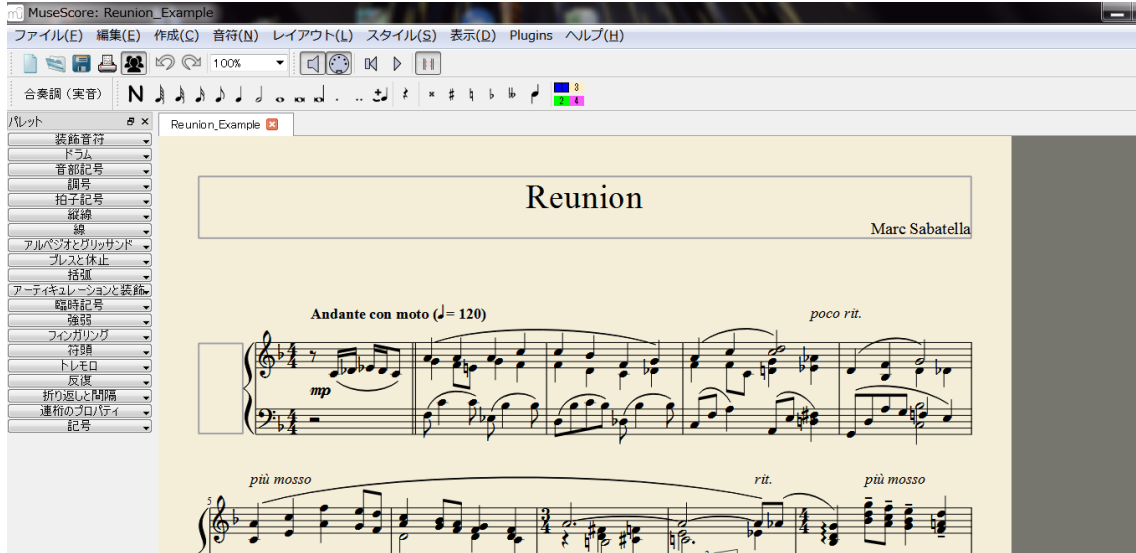 MuseScore: Reunion_Example
ファイル(F) 編集(E) 作成(C) 音符(N) レイアウト(L) スタイル(S) 表示(D) Plugins ヘルプ(H)
100%
合奏調（実音） N
1 3
2 4
パレット
Reunion_Example
装飾音符
ドラム
音部記号
調号
拍子記号
縦線
線
アルペジオとグリッサンド
ブレスと休止
括弧
アーティキュレーションと装飾
臨時記号
強弱
フィンガリング
符頭
トレモロ
反復
折り返しと間隔
連桁のプロパティ
記号
Reunion
Marc Sabatella
Andante con moto (♩= 120)
poco rit.
mp
più mosso
rit.
più mosso
5